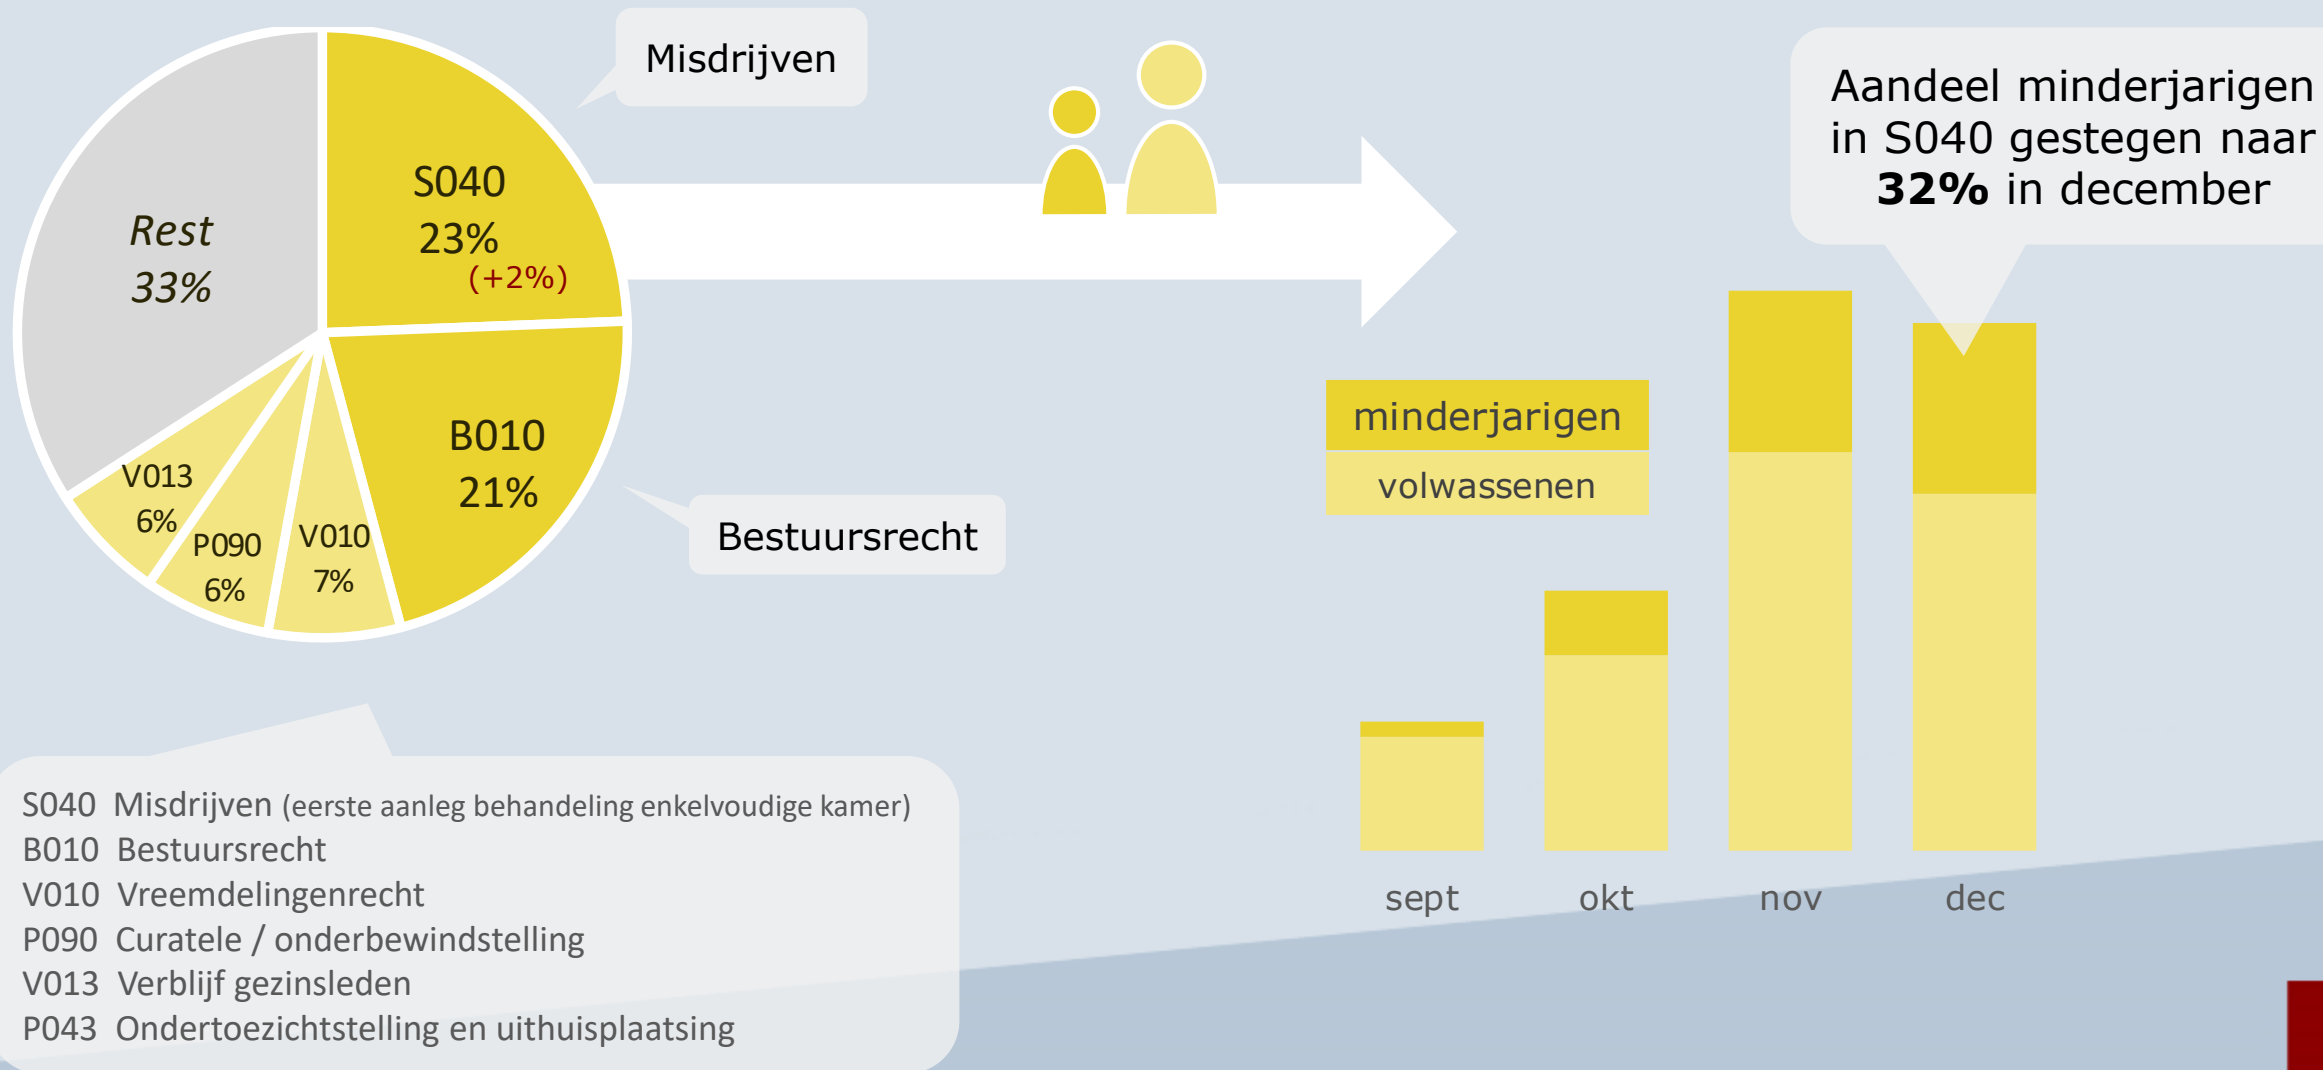 Misdrijven
S040
23%
(+2%)
Rest
33%
B010
21%
V013
6%
P090
6%
V010
7%
Bestuursrecht
Aandeel minderjarigen
in S040 gestegen naar
32% in december
minderjarigen
volwassenen
sept okt nov dec
S040 Misdrijven (eerste aanleg behandeling enkelvoudige kamer)
B010 Bestuursrecht
V010 Vreemdelingenrecht
P090 Curatele / onderbewindstelling
V013 Verblijf gezinsleden
P043 Ondertoezichtstelling en uithuisplaatsing